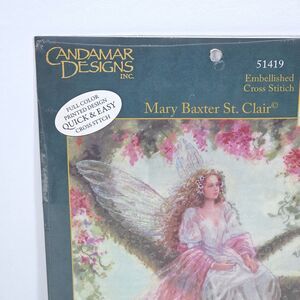 CANDAMAR
DESIGNS
INC.
51419
Embellished
Cross Stitch
FULL COLOR
PRINTED DESIGN
QUICK & EASY
CROSS STITCH
Mary Baxter St. Clair©